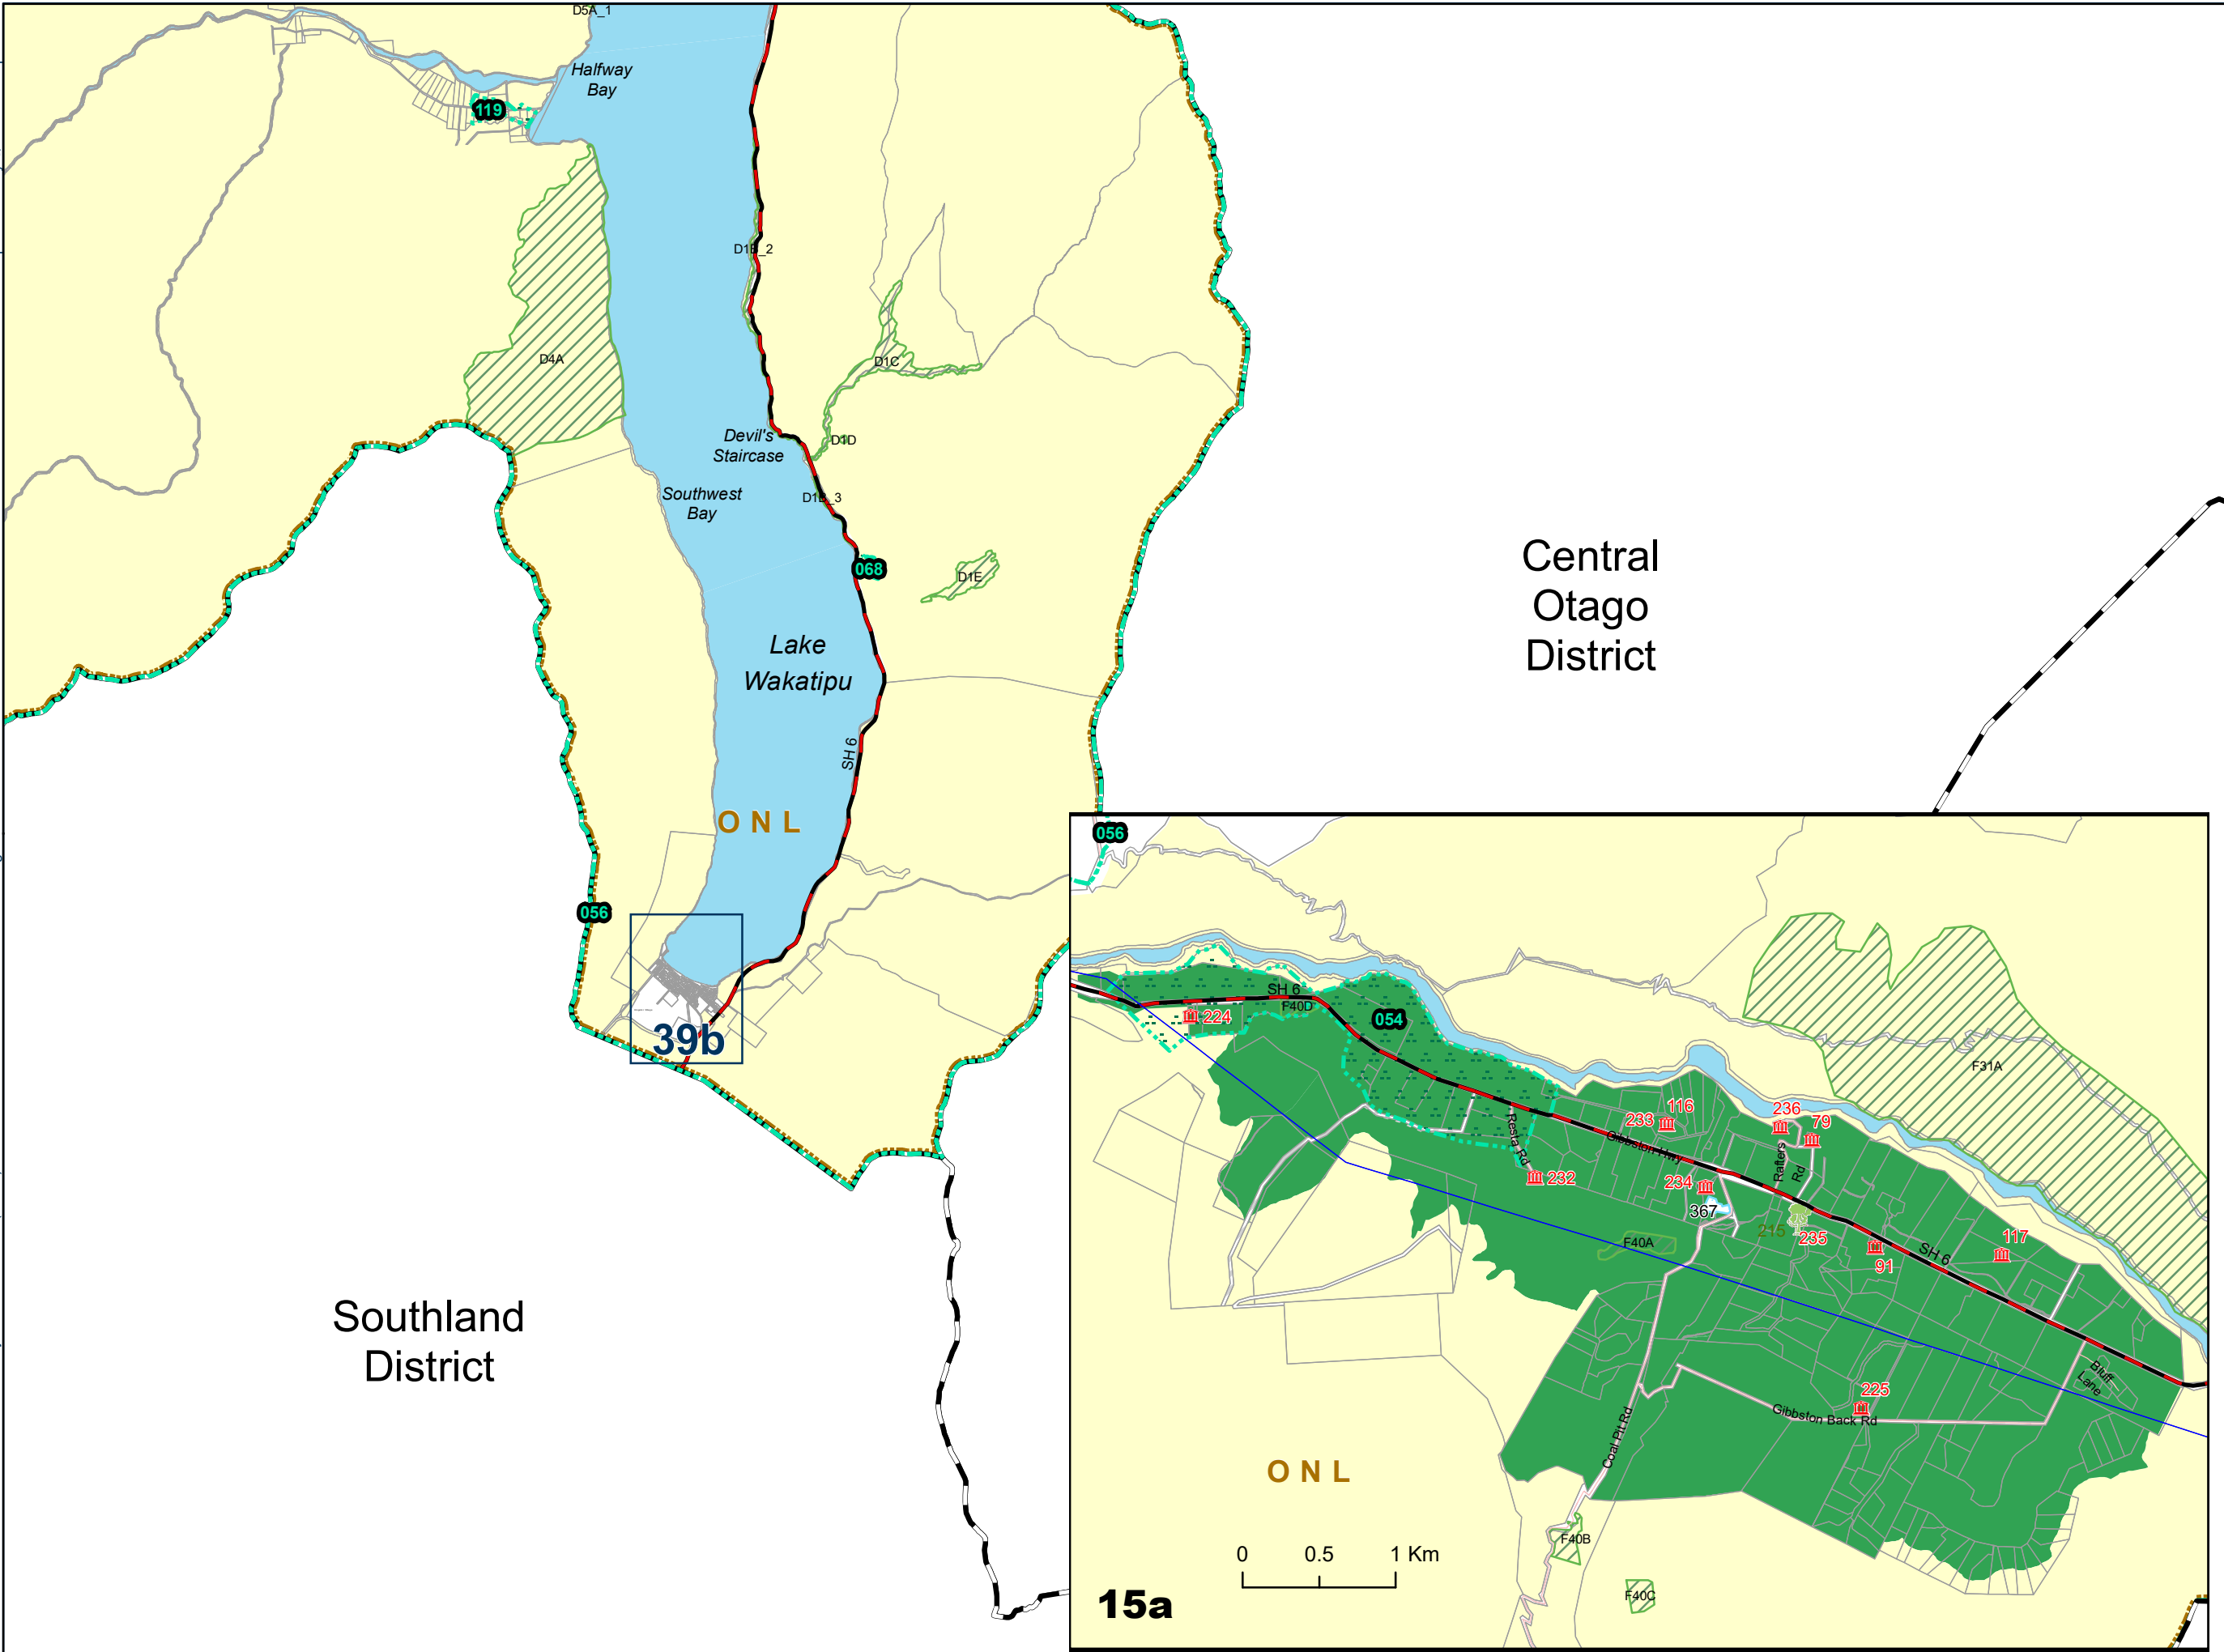 D5A_1
Halfway
Bay
119
D1B_2
D4A
D1C
Devil's
Staircase
D1D
Southwest
Bay
D1B_3
068
D1E
Central
Otago
District
Lake
Wakatipu
SH 6
O N L
056
39b
Southland
District
056
SH 6
F40D
224
054
F31A
116
233
236
79
Gibbston Hwy
Resta Rd
Rafters
Rd
232
234
367
215
235
F40A
91
117
SH 6
Bluff
Lane
225
Gibbston Back Rd
Coal Pit Rd
O N L
F40B
0 0.5 1 Km
15a
F40C